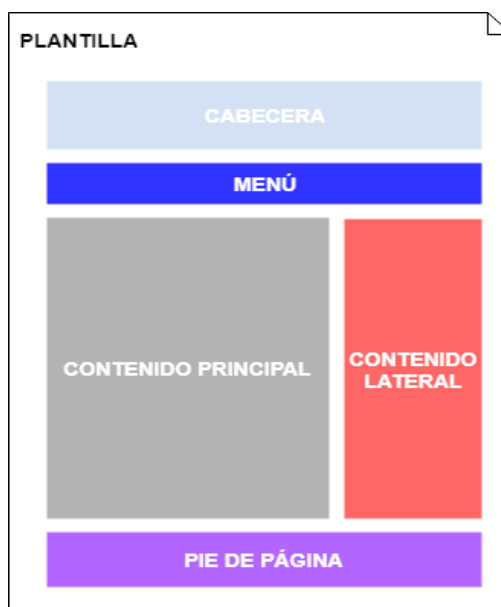 PLANTILLA
CABECERA
MENÚ
CONTENIDO PRINCIPAL
CONTENIDO
LATERAL
PIE DE PÁGINA